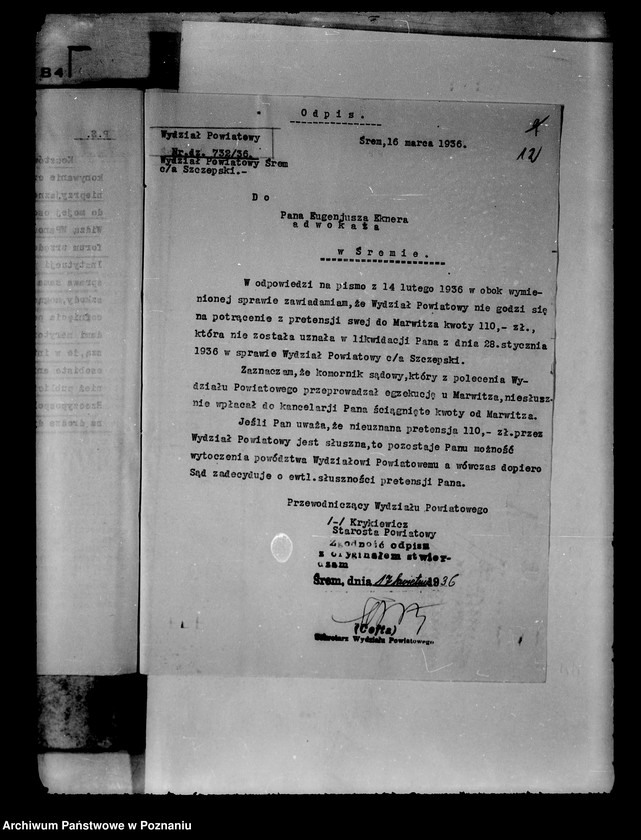 B4
Odpis.
Wydział Powiatowy
Nr.dz. 732/36.
Wydział Powiatowy Śrem
c/a Szczepski.-
Śrem,16 marca 1936.
12
Do
Pana Eugenjusza Eknera
adwokata
w Śremie.
W odpowiedzi na pismo z 14 lutego 1936 w obok wymie-
nionej sprawie zawiadamiam,że Wydział Powiatowy nie godzi się
na potrącenie z pretensji swej do Marwitza kwoty 110,- zł.,
która nie została uznała w likwidacji Pana z dnia 28.stycznia
1936 w sprawie Wydział Powiatowy c/a Szczepski.
Zaznaczam,że komornik sądowy,który z polecenia Wy-
działu Powiatowego przeprowadzał egzekucję u Marwitza,niesłusz-
nie wpłacał do kancelarji Pana ściągnięte kwoty od Marwitza.
Jeśli Pan uważa,że nieuznana pretensja 110,- zł.przez
Wydział Powiatowy jest słuszna,to pozostaje Panu możność
wytoczenia powództwa Wydziałowi Powiatowemu a wówczas dopiero
Sąd zadecyduje o ewtl.słuszności pretensji Pana.
Przewodniczący Wydziału Powiatowego
/-/ Krykiewicz
Starosta Powiatowy
Zgodność odpisu
z oryginałem stwier-
dzam
Śrem, dnia 17 kwietnia 1936
(Cofta)
Sekretarz Wydziału Powiatowego
Archiwum Państwowe w Poznaniu